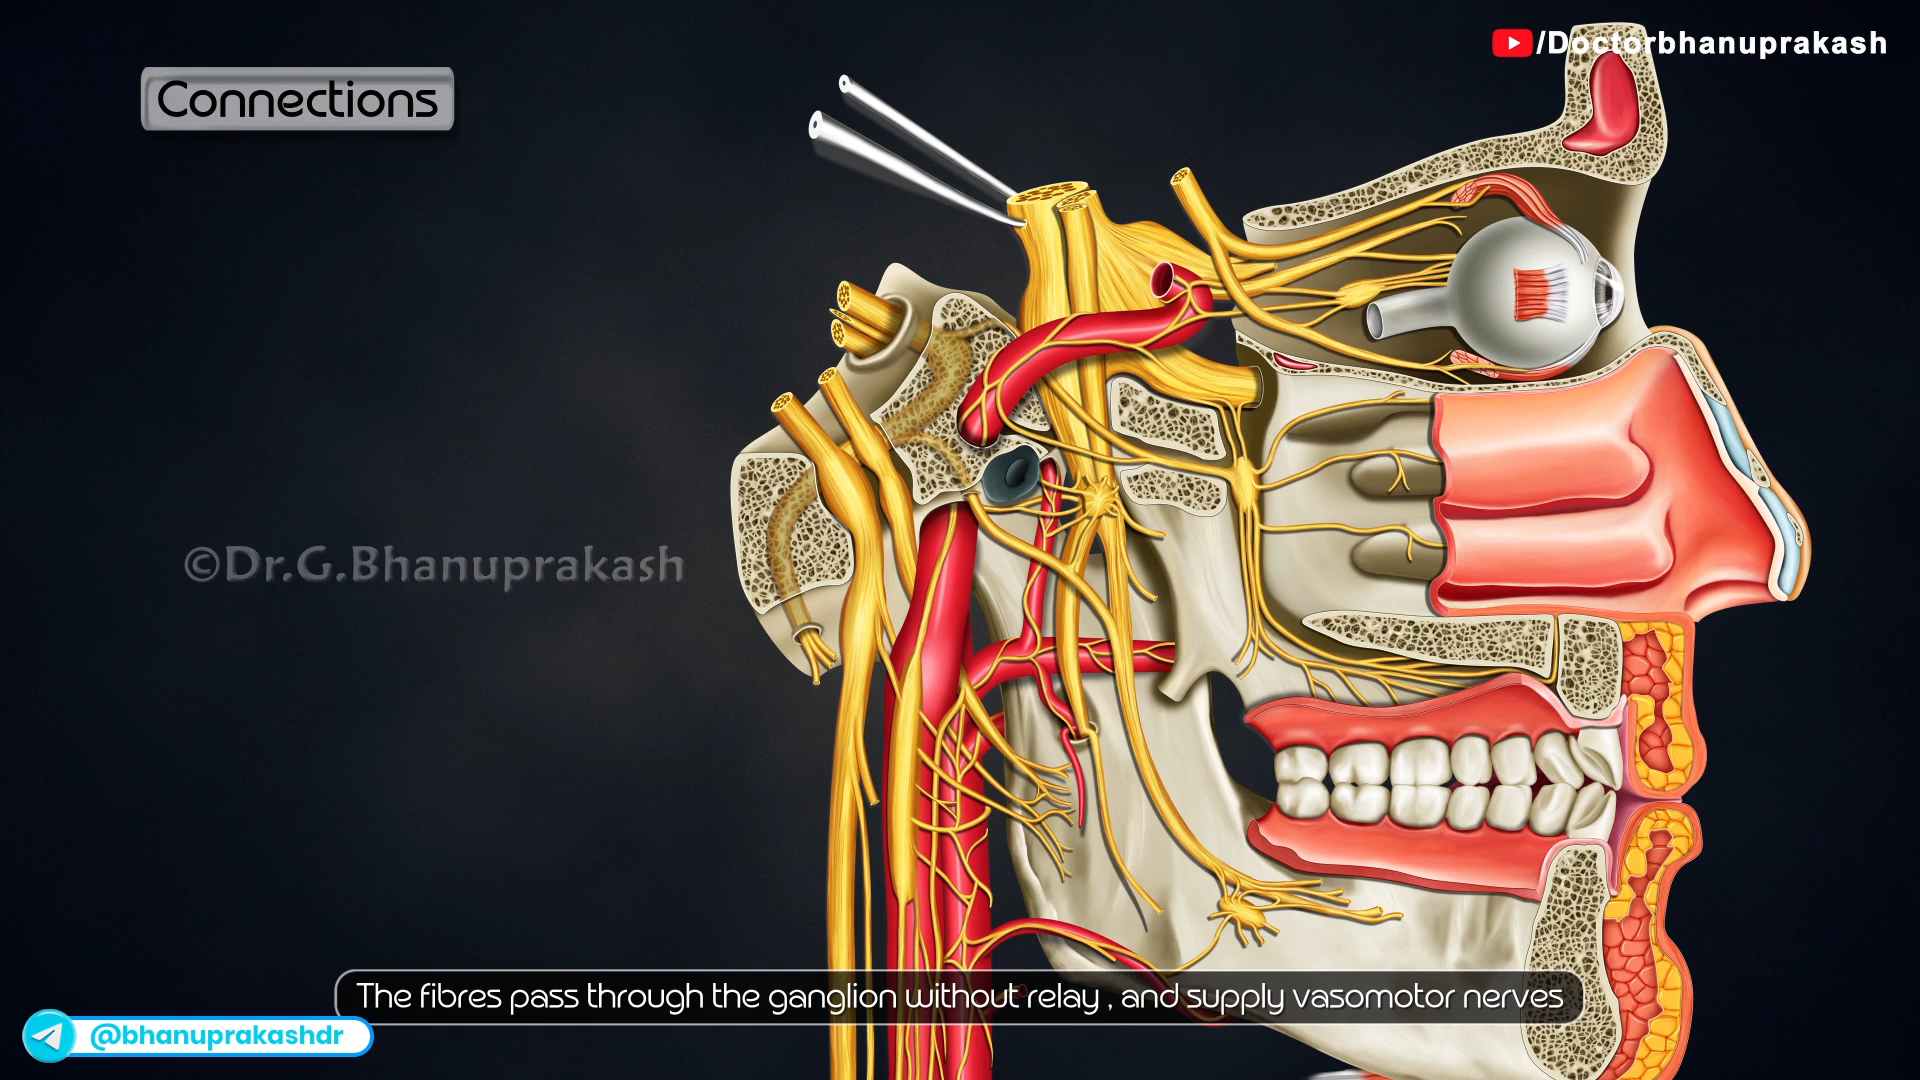 /Doctorbhanuprakash
Connections
©Dr.G.Bhanuprakash
The fibres pass through the ganglion without relay , and supply vasomotor nerves
@bhanuprakashdr